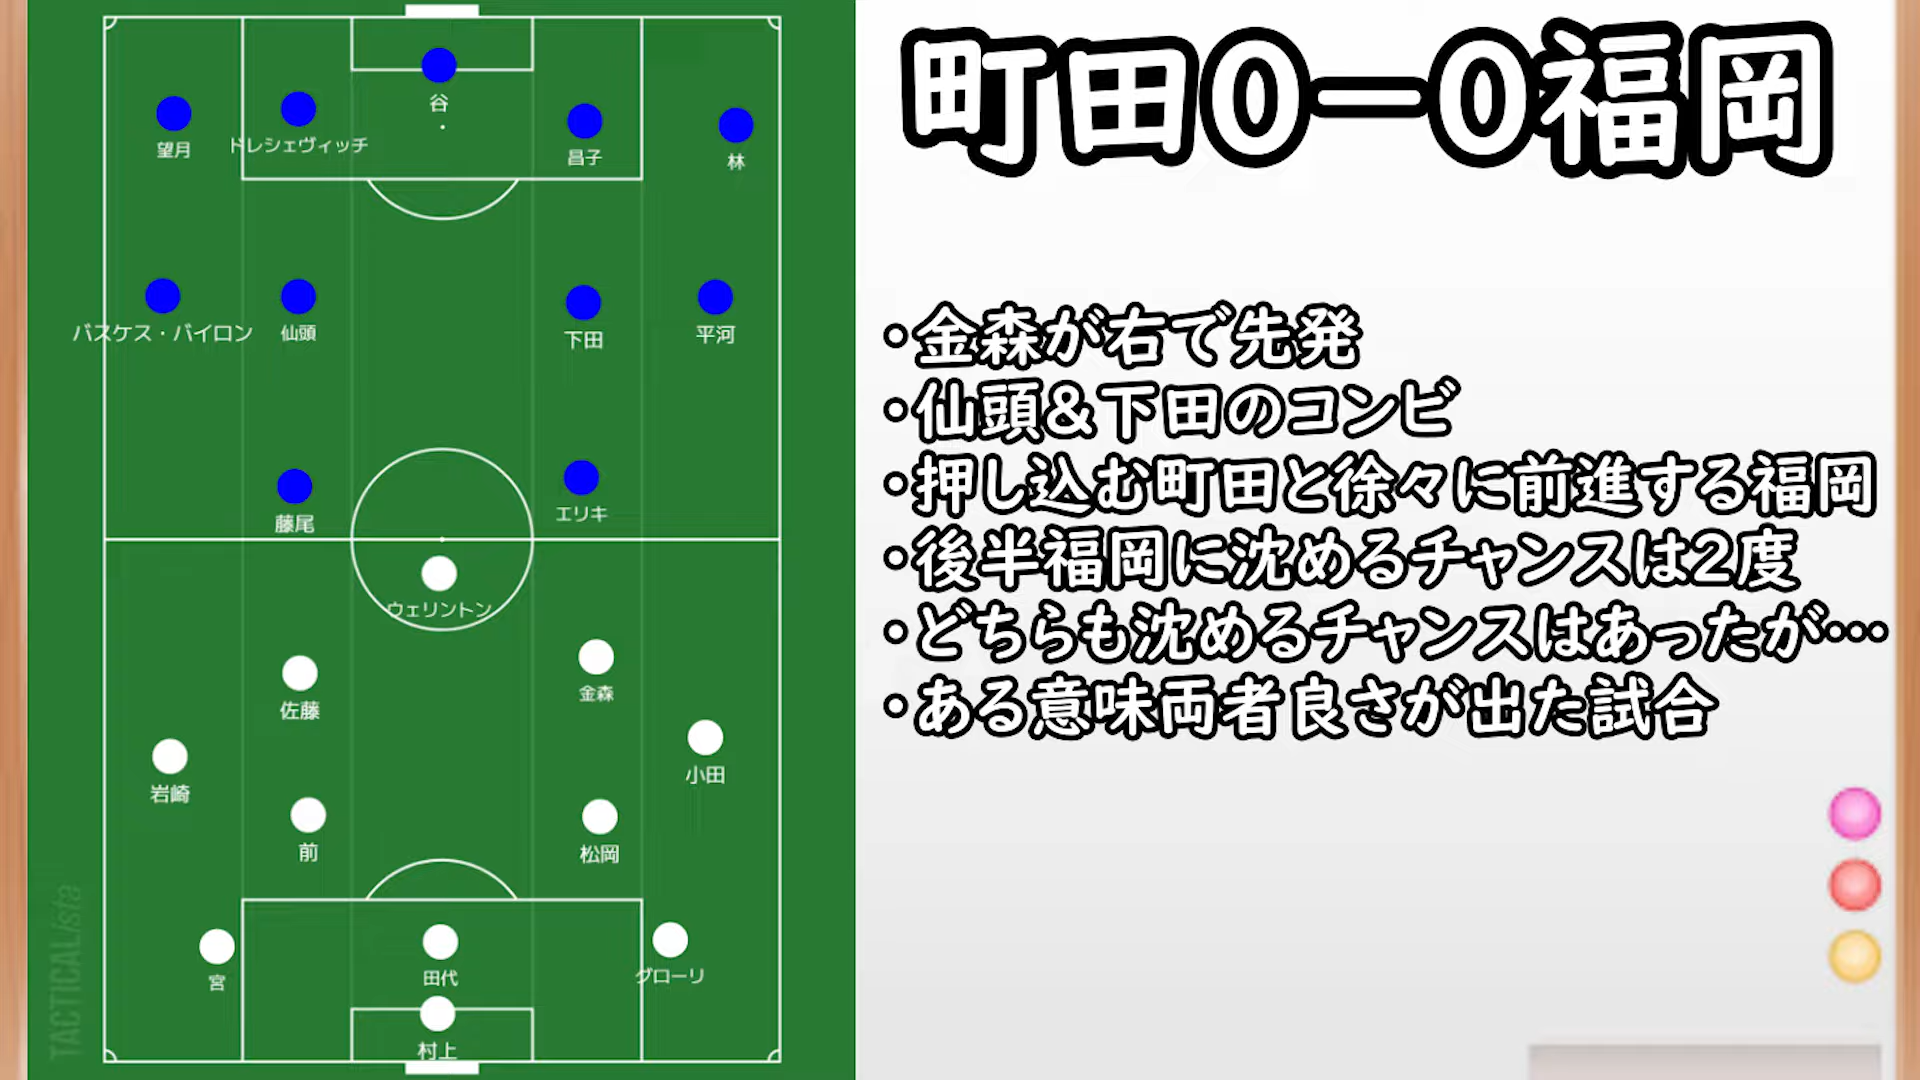 町田0-0福岡
谷
望月
ドレシェヴィッチ
昌子
林
バスケス・バイロン
仙頭
下田
平河
藤尾
エリキ
ウェリントン
佐藤
金森
岩崎
小田
前
松岡
宮
田代
グローリ
村上
TACTICALista
・金森が右で先発
・仙頭&下田のコンビ
・押し込む町田と徐々に前進する福岡
・後半福岡に沈めるチャンスは2度
・どちらも沈めるチャンスはあったが…
・ある意味両者良さが出た試合